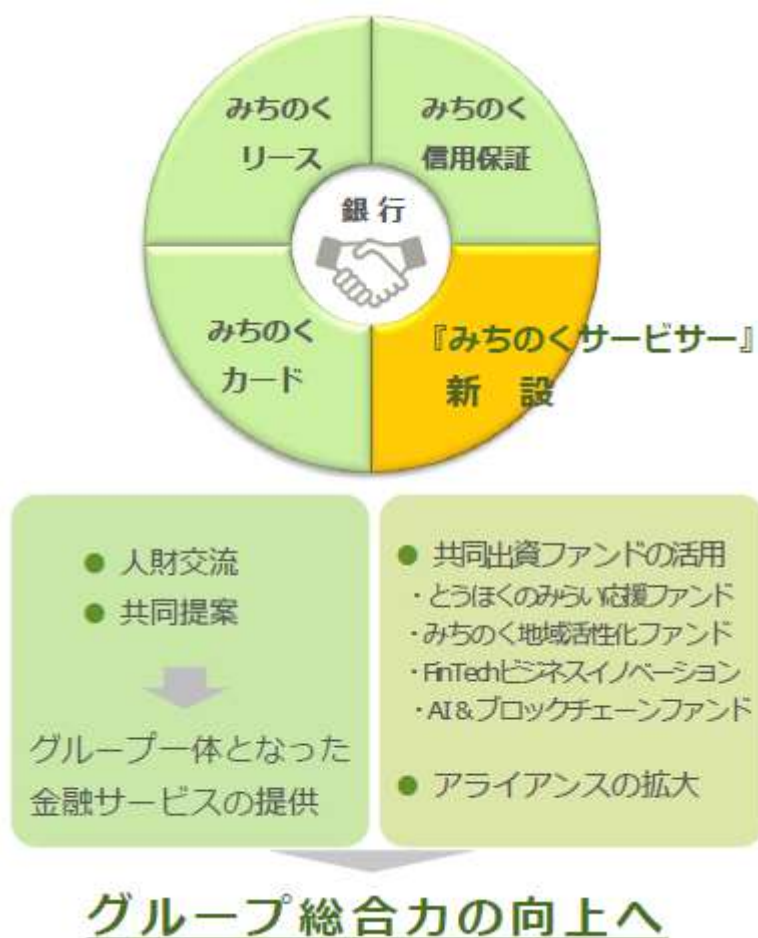 みちのく
リース
みちのく
信用保証
銀行
みちのく
カード
『みちのくサービサー』
新 設
● 人財交流
● 共同提案
グループ一体となった
金融サービスの提供
● 共同出資ファンドの活用
・とうほくのみらい応援ファンド
・みちのく地域活性化ファンド
・FinTechビジネスイノベーション
・AI&ブロックチェーンファンド
● アライアンスの拡大
グループ総合力の向上へ